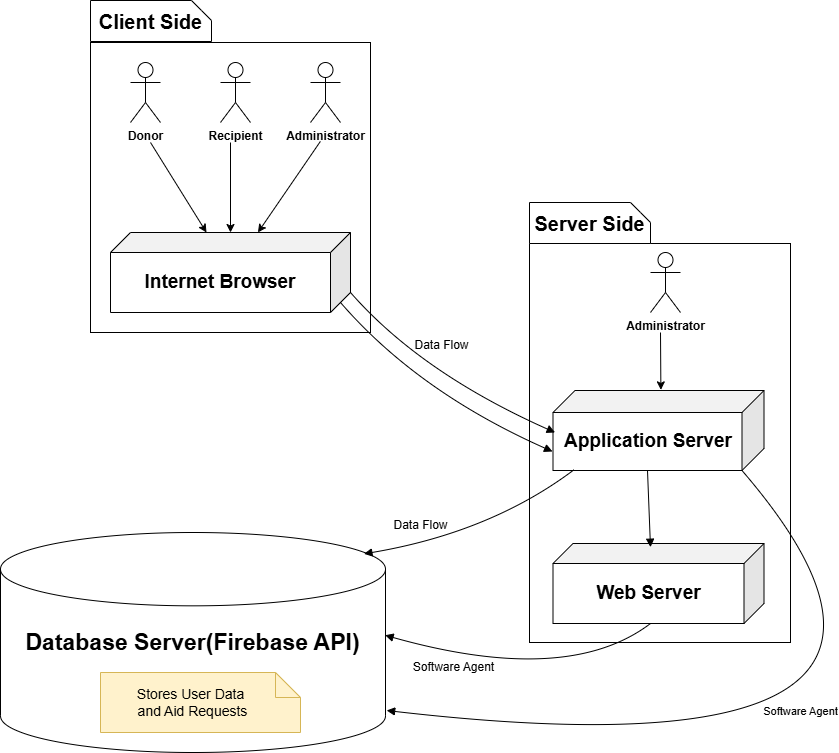 Client Side
Donor
Recipient
Administrator
Internet Browser
Server Side
Administrator
Data Flow
Application Server
Data Flow
Web Server
Database Server(Firebase API)
Software Agent
Stores User Data
and Aid Requests
Software Agent